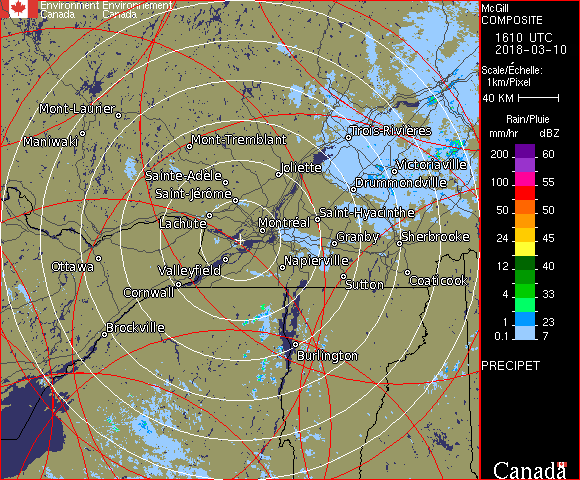 Environment Environnement
Canada Canada
McGill
COMPOSITE
1610 UTC
2018-03-10
Scale/Échelle:
1km/Pixel
40 KM
Rain/Pluie
mm/hr dBZ
200 60
150 57
100 55
50 50
24 45
12 40
4 33
1 23
0.1 7
PRECIPET
Canada
Mont-Laurier
Maniwaki
Mont-Tremblant
Trois-Rivières
Sainte-Adèle
Joliette
Victoriaville
Drummondville
Saint-Jérôme
Lachute
Montréal
Saint-Hyacinthe
Granby
Sherbrooke
Ottawa
Valleyfield
Napierville
Cornwall
Sutton
Coaticook
Brockville
Burlington